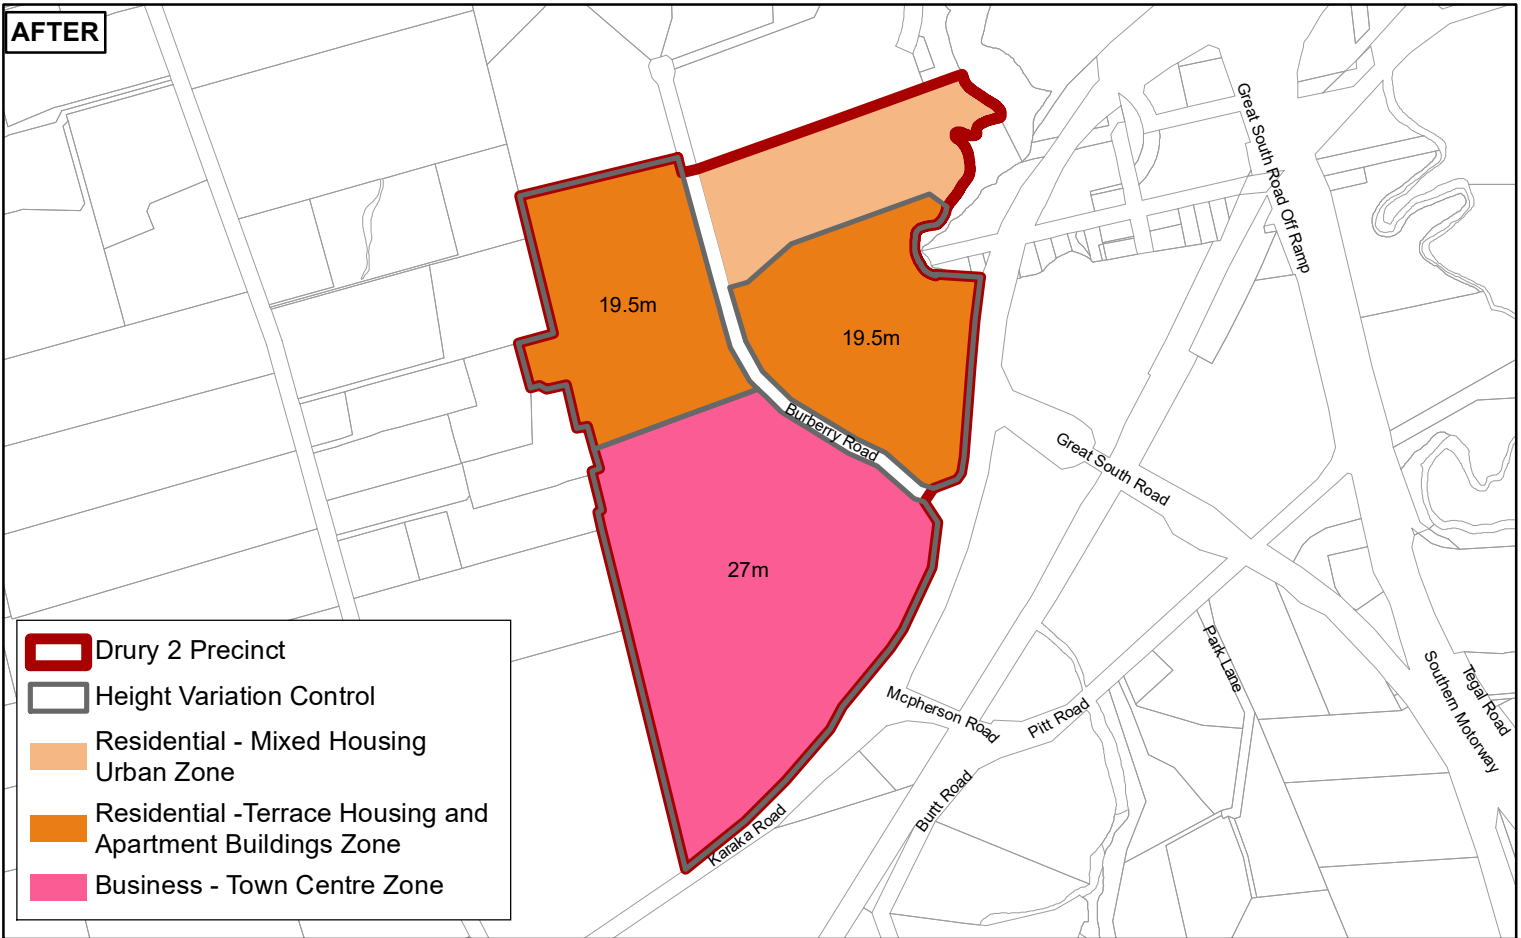 AFTER
Great South Road Off Ramp
19.5m
19.5m
Burberry Road
Great South Road
27m
Park Lane
Tegal Road
Southern Motorway
Mcpherson Road
Pitt Road
Burtt Road
Karaka Road
Drury 2 Precinct
Height Variation Control
Residential - Mixed Housing
Urban Zone
Residential -Terrace Housing and
Apartment Buildings Zone
Business - Town Centre Zone